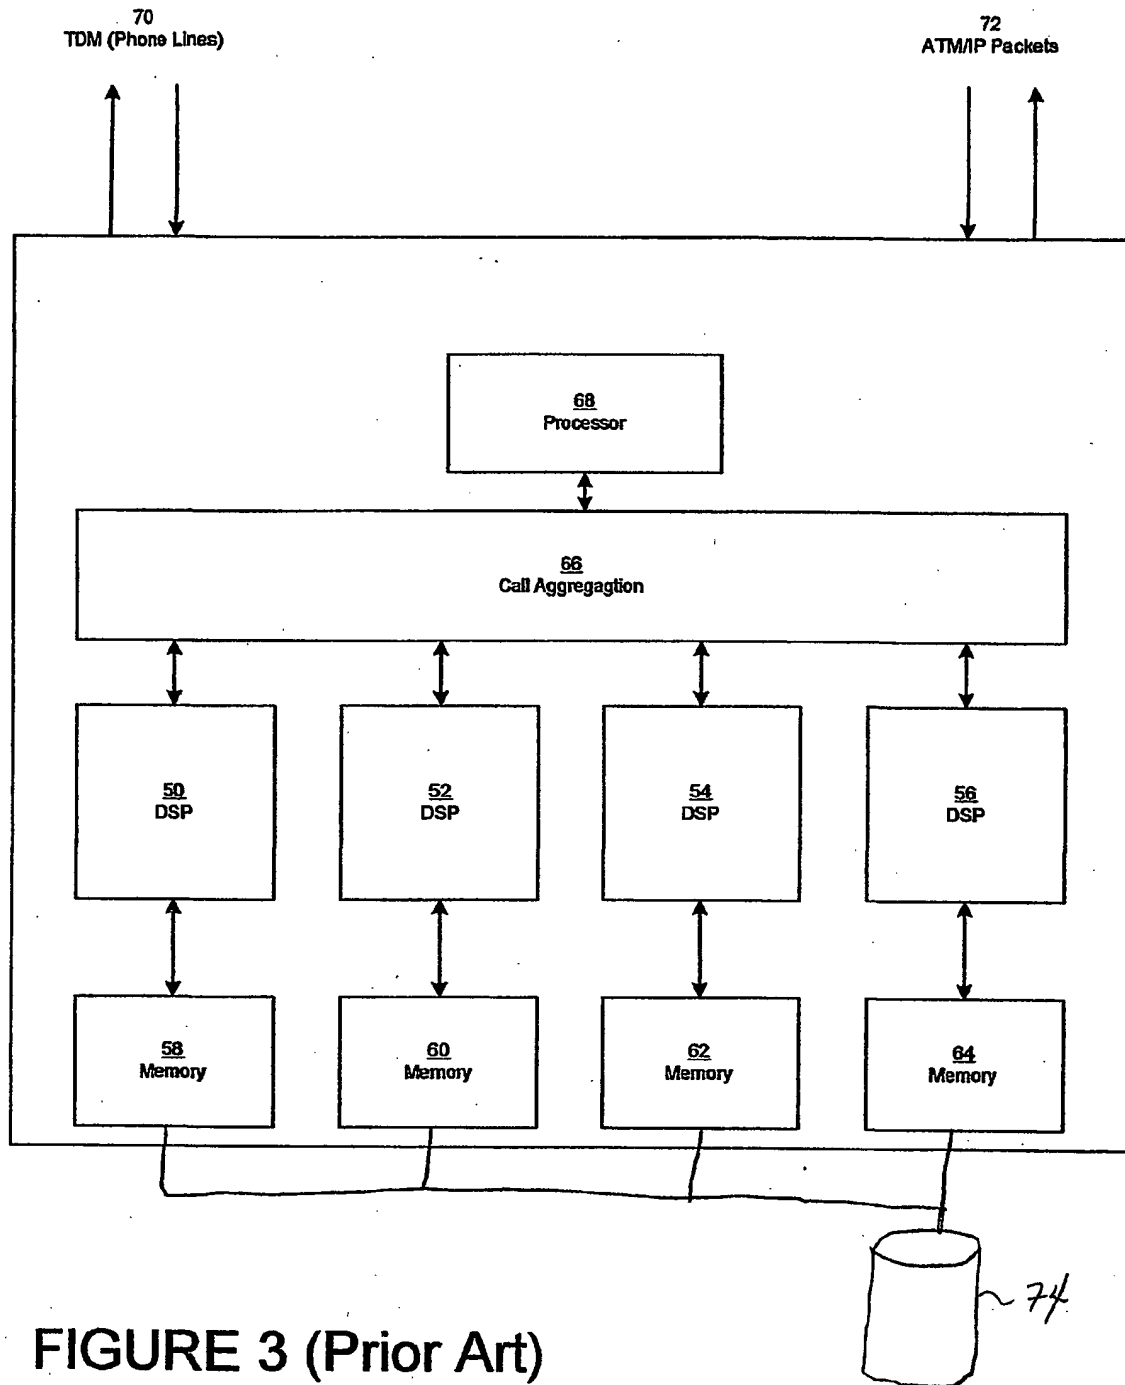 70
TDM (Phone Lines)
72
ATM/IP Packets
68
Processor
66
Call Aggregagtion
50
DSP
52
DSP
54
DSP
56
DSP
58
Memory
60
Memory
62
Memory
64
Memory
74
FIGURE 3 (Prior Art)